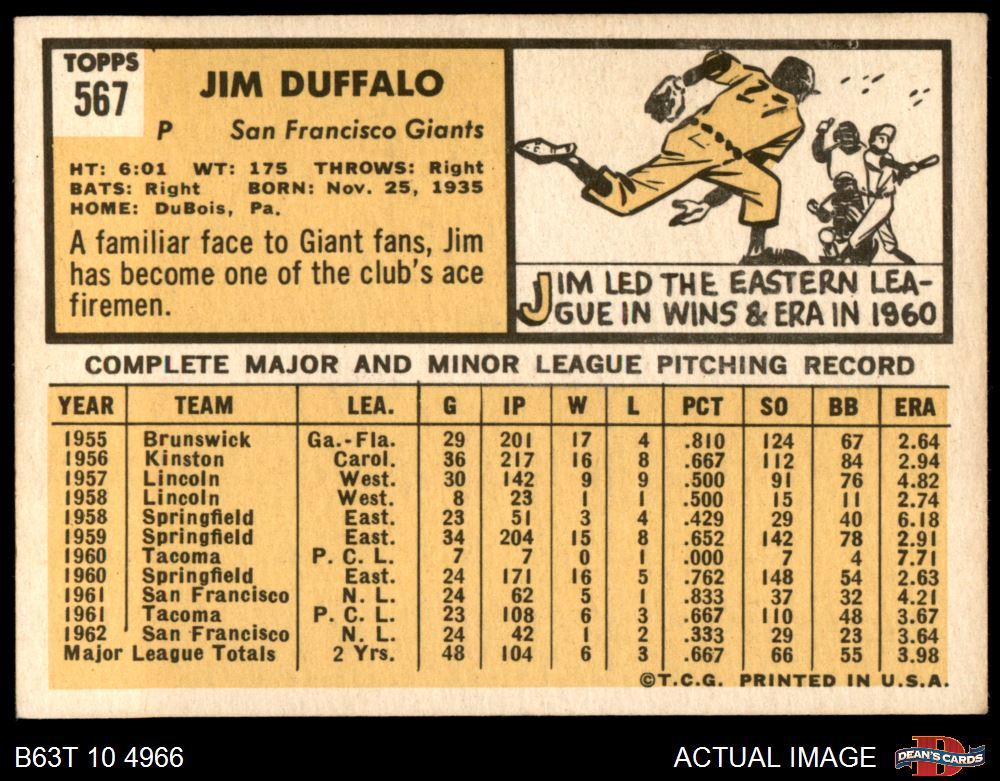 TOPPS
567
JIM DUFFALO
P San Francisco Giants
HT: 6:01 WT: 175 THROWS: Right
BATS: Right BORN: Nov. 25, 1935
HOME: DuBois, Pa.
A familiar face to Giant fans, Jim
has become one of the club's ace
firemen.
JIM LED THE EASTERN LEA-
GUE IN WINS & ERA IN 1960
COMPLETE MAJOR AND MINOR LEAGUE PITCHING RECORD
YEAR TEAM LEA. G IP W L PCT SO BB ERA
1955 Brunswick Ga.-Fla. 29 201 17 4 .810 124 67 2.64
1956 Kinston Carol. 36 217 16 8 .667 112 84 2.94
1957 Lincoln West. 30 142 9 9 .500 91 76 4.82
1958 Lincoln West. 8 23 1 1 .500 15 11 2.74
1958 Springfield East. 23 51 3 4 .429 29 40 6.18
1959 Springfield East. 34 204 15 8 .652 142 78 2.91
1960 Tacoma P. C. L. 7 7 0 1 .000 7 4 7.71
1960 Springfield East. 24 171 16 5 .762 148 54 2.63
1961 San Francisco N. L. 24 62 5 1 .833 37 32 4.21
1961 Tacoma P. C. L. 23 108 6 3 .667 110 48 3.67
1962 San Francisco N. L. 24 42 1 2 .333 29 23 3.64
Major League Totals 2 Yrs. 48 104 6 3 .667 66 55 3.98
©T.C.G. PRINTED IN U.S.A.
B63T 10 4966 ACTUAL IMAGE D DEAN'S CARDS